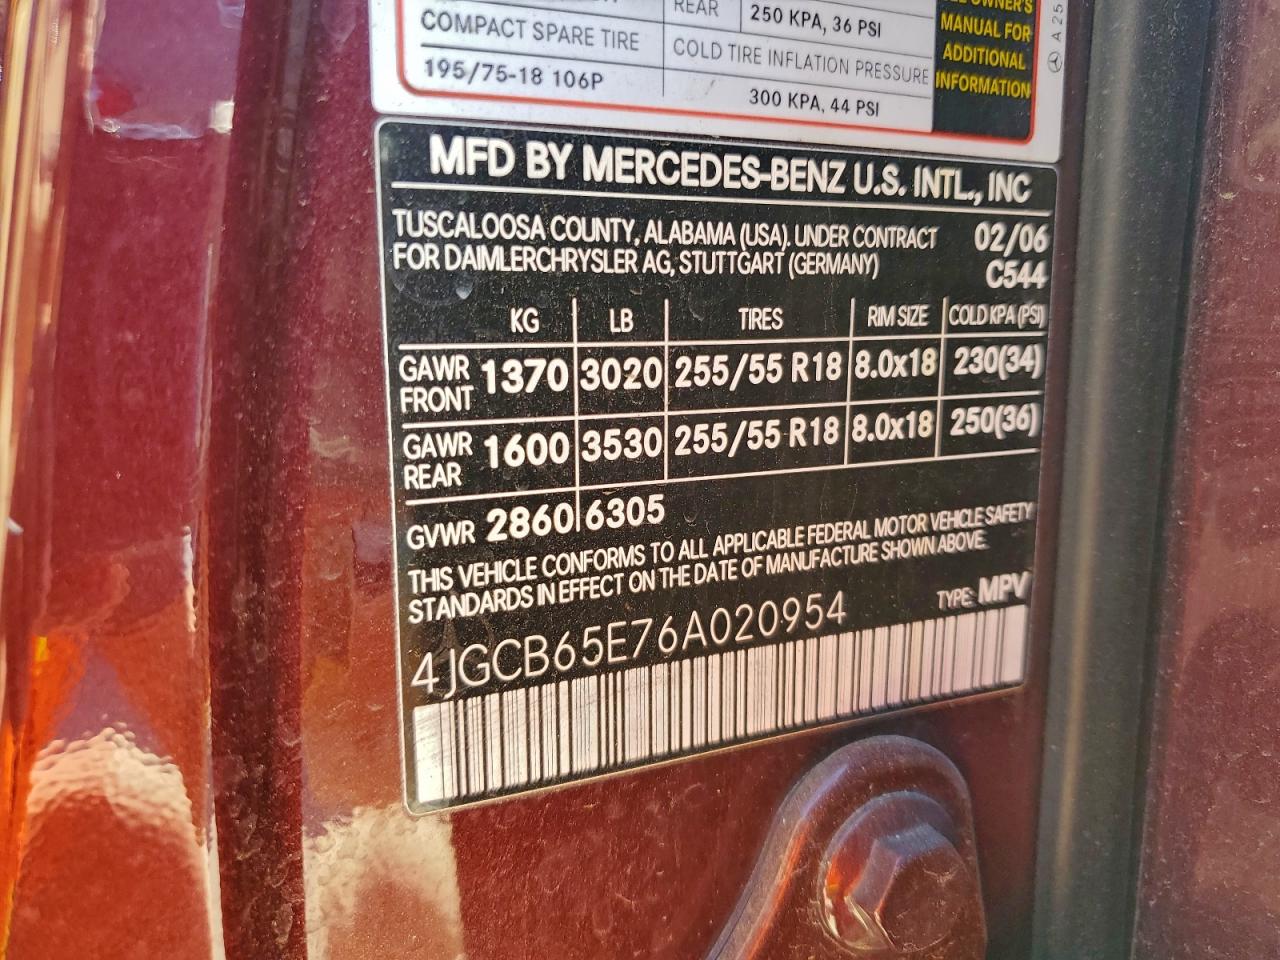 REAR
250 KPA, 36 PSI
COMPACT SPARE TIRE
COLD TIRE INFLATION PRESSURE
195/75-18 106P
300 KPA, 44 PSI
OWNER'S
MANUAL FOR
ADDITIONAL
INFORMATION
A 25
MFD BY MERCEDES-BENZ U.S. INTL., INC
TUSCALOOSA COUNTY, ALABAMA (USA). UNDER CONTRACT 02/06
FOR DAIMLERCHRYSLER AG, STUTTGART (GERMANY) C544
KG LB TIRES RIM SIZE COLD KPA (PSI)
GAWR FRONT 1370 3020 255/55 R18 8.0x18 230(34)
GAWR REAR 1600 3530 255/55 R18 8.0x18 250(36)
GVWR 2860 6305
THIS VEHICLE CONFORMS TO ALL APPLICABLE FEDERAL MOTOR VEHICLE SAFETY
STANDARDS IN EFFECT ON THE DATE OF MANUFACTURE SHOWN ABOVE.
4JGCB65E76A020954 TYPE: MPV